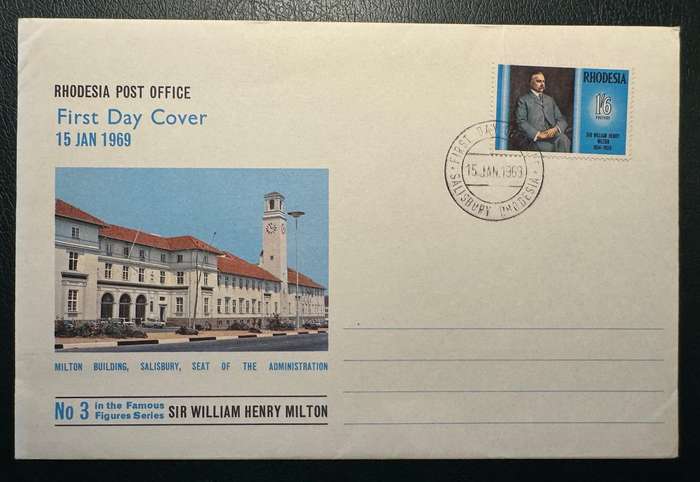 RHODESIA POST OFFICE
First Day Cover
15 JAN 1969
RHODESIA
1/6
POSTAGE
SIR WILLIAM HENRY
MILTON
1854-1930
FIRST DAY
15 JAN. 1969
SALISBURY RHODESIA
MILTON BUILDING, SALISBURY, SEAT OF THE ADMINISTRATION
No 3 in the Famous
Figures Series
SIR WILLIAM HENRY MILTON